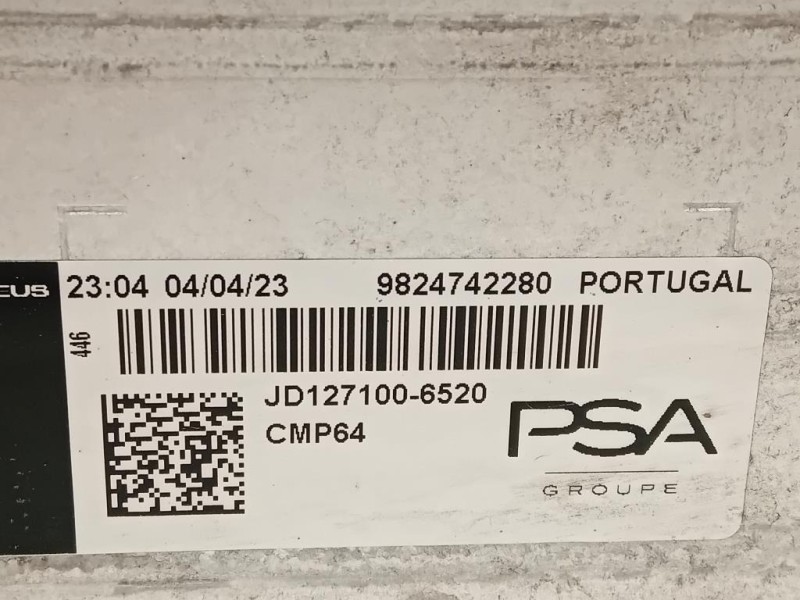 23:04 04/04/23 9824742280 PORTUGAL
446
JD127100-6520
CMP64
PSA
GROUPE